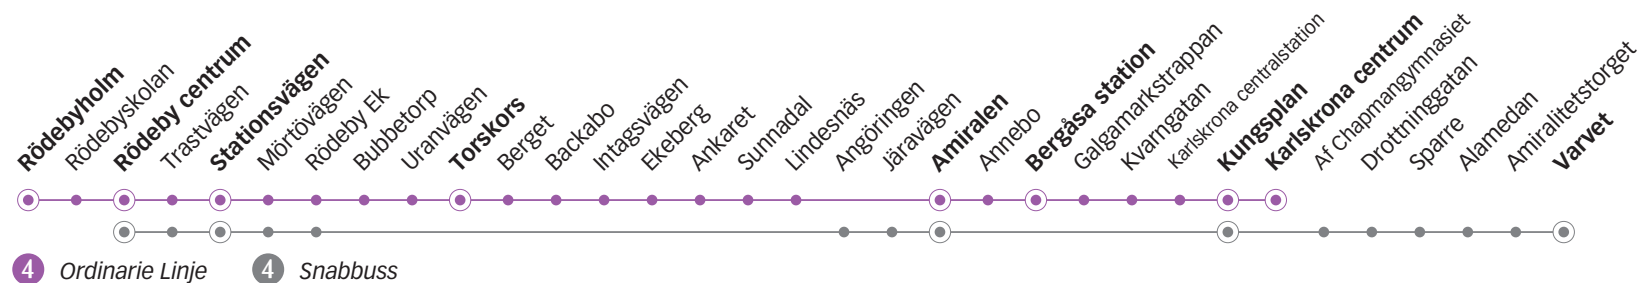 Rödebyholm
Rödebyskolan
Rödeby centrum
Trastvägen
Stationsvägen
Mörtövägen
Rödeby Ek
Bubbetorp
Uranvägen
Torskors
Berget
Backabo
Intagsvägen
Ekeberg
Ankaret
Sunnadal
Lindesnäs
Angöringen
Järavägen
Amiralen
Annebo
Bergåsa station
Galgamarkstrappan
Kvarngatan
Karlskrona centralstation
Kungsplan
Karlskrona centrum
Af Chapmangymnasiet
Drottninggatan
Sparre
Alamedan
Amiralitetstorget
Varvet
4 Ordinarie Linje
4 Snabbuss